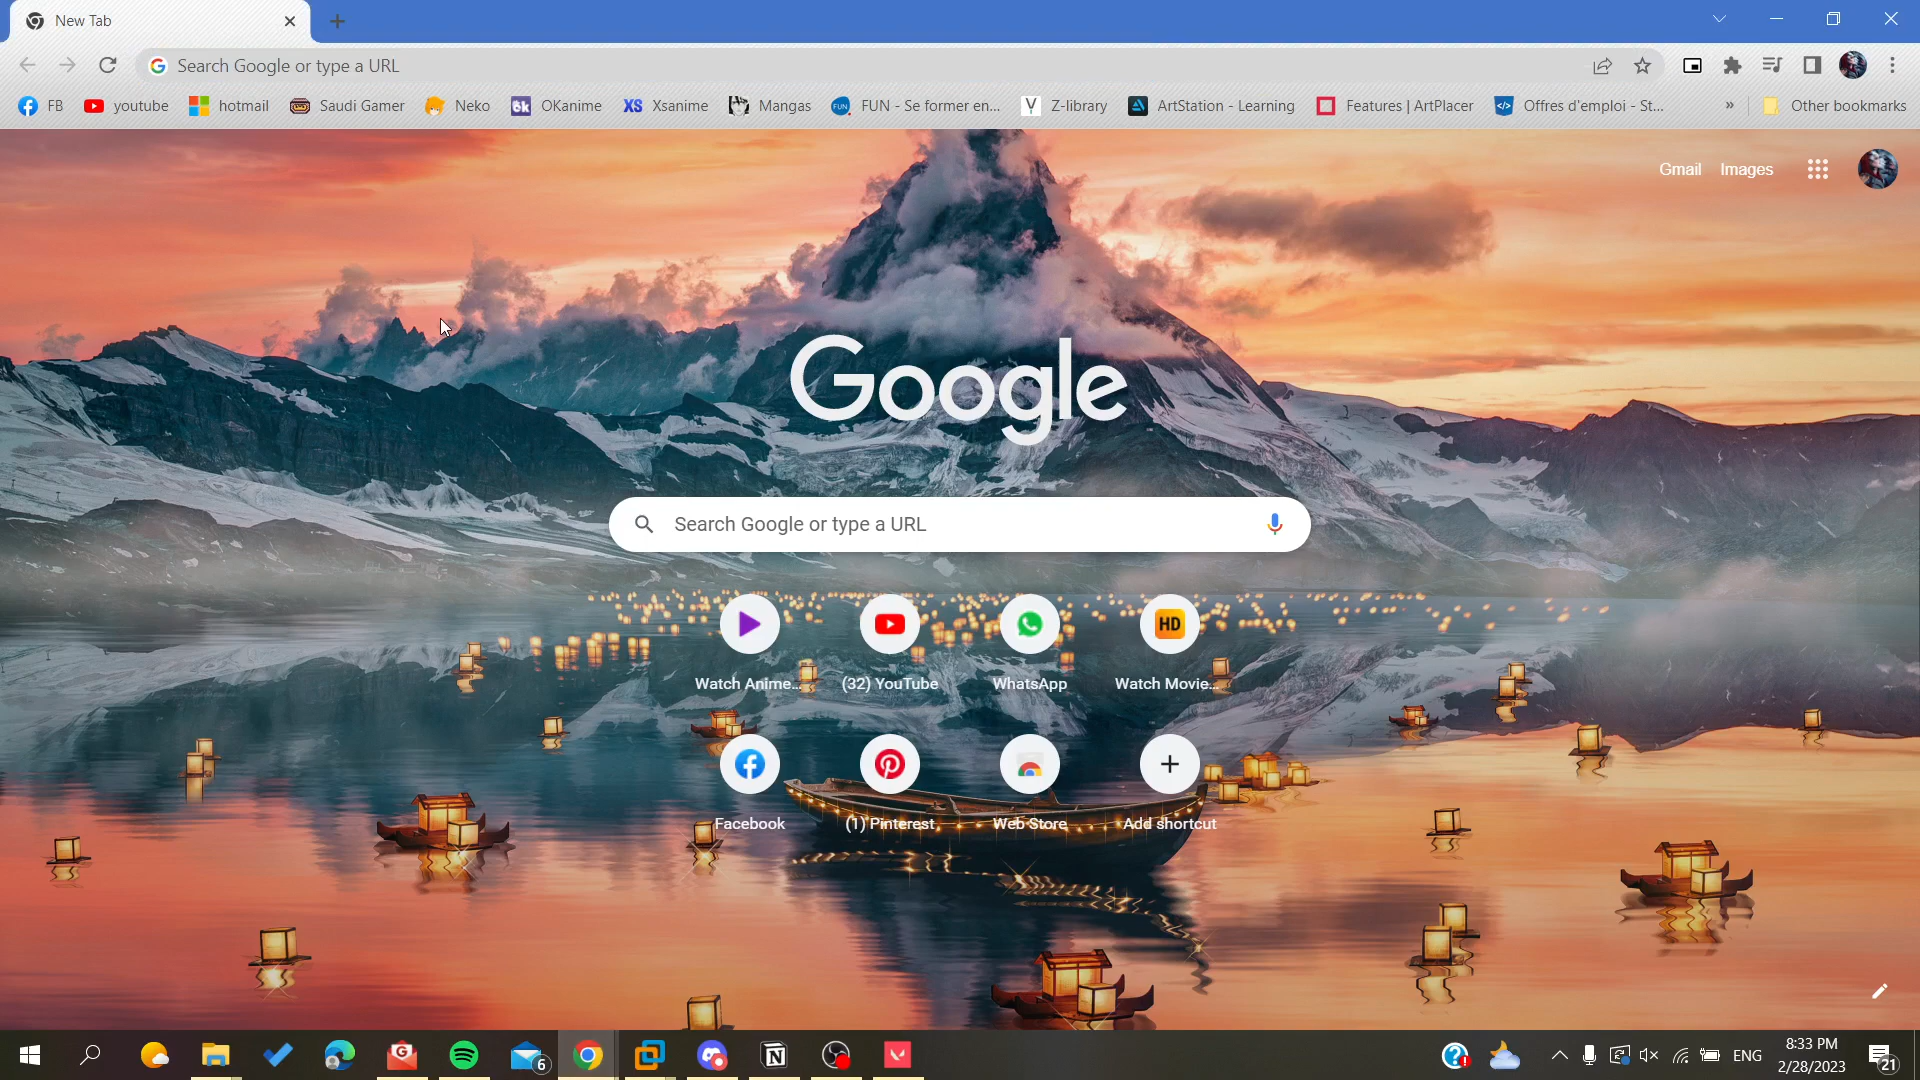 New Tab
Search Google or type a URL
FB youtube hotmail Saudi Gamer Neko OKanime Xsanime Mangas FUN - Se former en... Z-library ArtStation - Learning Features | ArtPlacer Offres d'emploi - St... » Other bookmarks
Gmail Images
Google
Search Google or type a URL
HD
Watch Anime... (32) YouTube WhatsApp Watch Movie...
Facebook (1) Pinterest Web Store Add shortcut
6
ENG
8:33 PM
2/28/2023
21